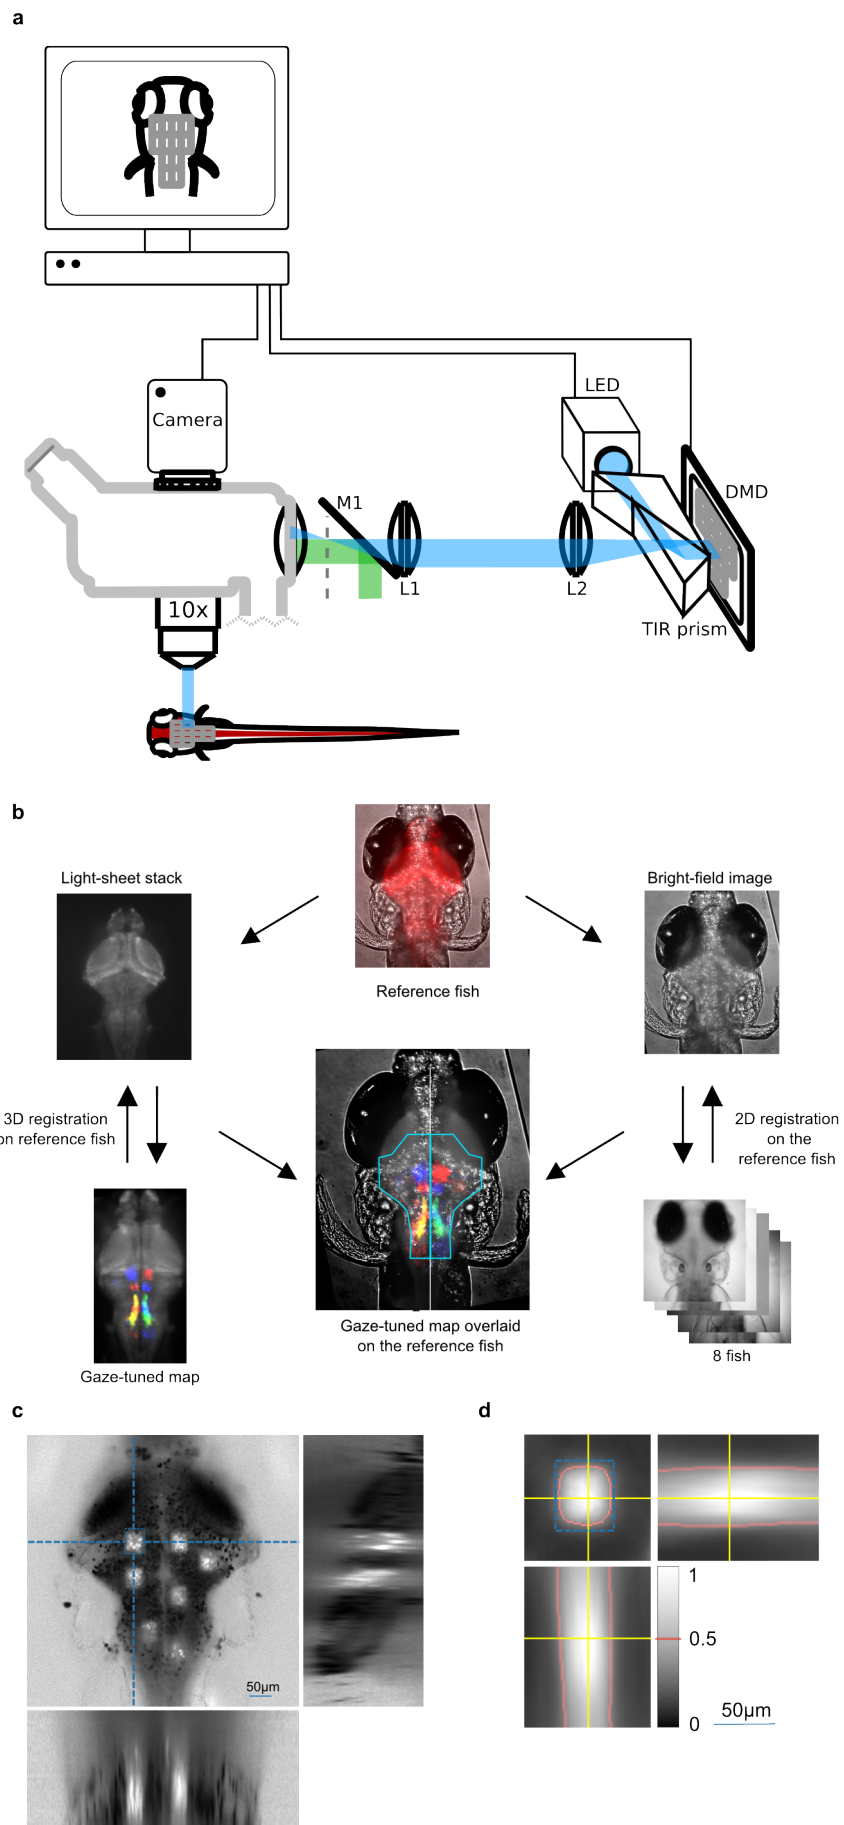 a
LED
Camera
DMD
M1
L1
L2
10x
TIR prism
b
Light-sheet stack
Bright-field image
Reference fish
3D registration
on reference fish
2D registration
on the
reference fish
Gaze-tuned map overlaid
on the reference fish
8 fish
Gaze-tuned map
c
d
50µm
1
0.5
0
50µm